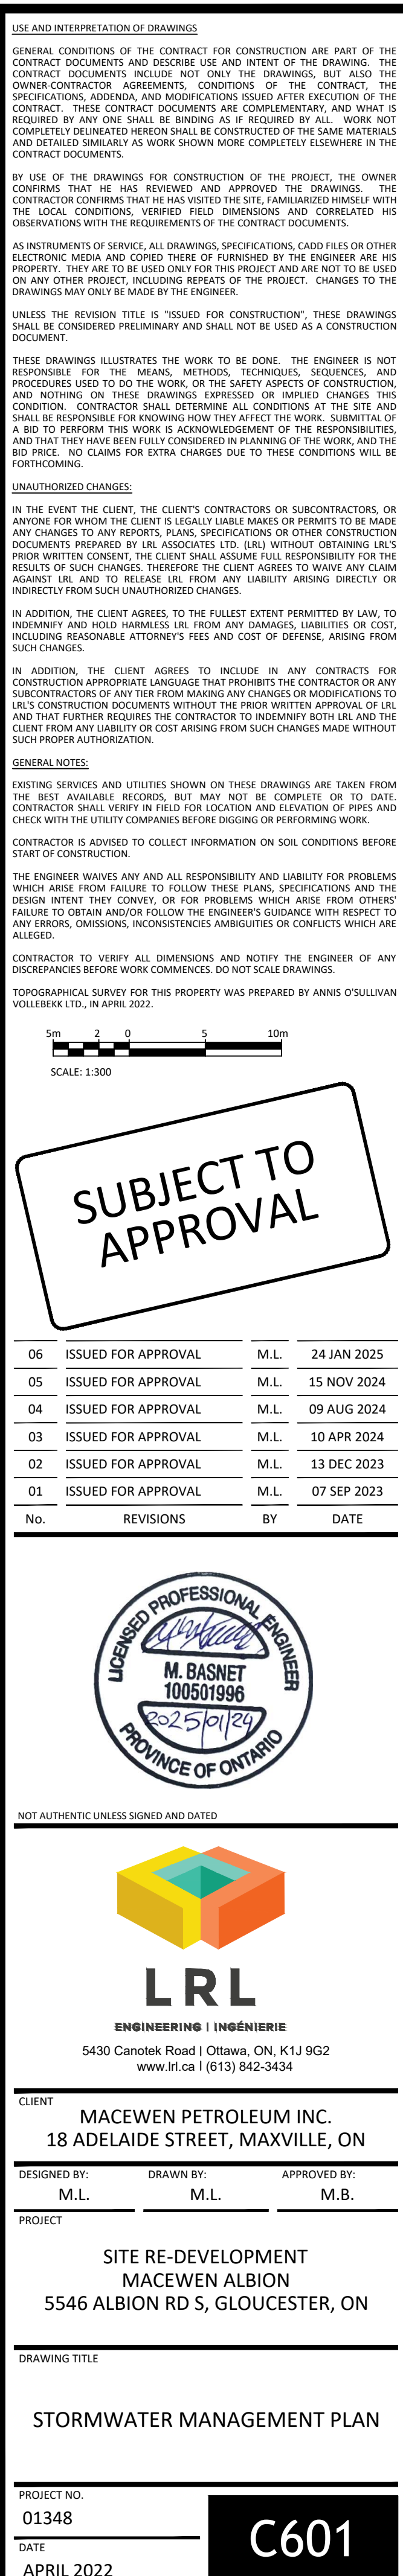 USE AND INTERPRETATION OF DRAWINGS
GENERAL CONDITIONS OF THE CONTRACT FOR CONSTRUCTION ARE PART OF THE
CONTRACT DOCUMENTS AND DESCRIBE USE AND INTENT OF THE DRAWING. THE
CONTRACT DOCUMENTS INCLUDE NOT ONLY THE DRAWINGS, BUT ALSO THE
OWNER-CONTRACTOR AGREEMENTS, CONDITIONS OF THE CONTRACT, THE
SPECIFICATIONS, ADDENDA, AND MODIFICATIONS ISSUED AFTER EXECUTION OF THE
CONTRACT. THESE CONTRACT DOCUMENTS ARE COMPLEMENTARY, AND WHAT IS
REQUIRED BY ANY ONE SHALL BE BINDING AS IF REQUIRED BY ALL. WORK NOT
COMPLETELY DELINEATED HEREON SHALL BE CONSTRUCTED OF THE SAME MATERIALS
AND DETAILED SIMILARLY AS WORK SHOWN MORE COMPLETELY ELSEWHERE IN THE
CONTRACT DOCUMENTS.
BY USE OF THE DRAWINGS FOR CONSTRUCTION OF THE PROJECT, THE OWNER
CONFIRMS THAT HE HAS REVIEWED AND APPROVED THE DRAWINGS. THE
CONTRACTOR CONFIRMS THAT HE HAS VISITED THE SITE, FAMILIARIZED HIMSELF WITH
THE LOCAL CONDITIONS, VERIFIED FIELD DIMENSIONS AND CORRELATED HIS
OBSERVATIONS WITH THE REQUIREMENTS OF THE CONTRACT DOCUMENTS.
AS INSTRUMENTS OF SERVICE, ALL DRAWINGS, SPECIFICATIONS, CADD FILES OR OTHER
ELECTRONIC MEDIA AND COPIED THERE OF FURNISHED BY THE ENGINEER ARE HIS
PROPERTY. THEY ARE TO BE USED ONLY FOR THIS PROJECT AND ARE NOT TO BE USED
ON ANY OTHER PROJECT, INCLUDING REPEATS OF THE PROJECT. CHANGES TO THE
DRAWINGS MAY ONLY BE MADE BY THE ENGINEER.
UNLESS THE REVISION TITLE IS "ISSUED FOR CONSTRUCTION", THESE DRAWINGS
SHALL BE CONSIDERED PRELIMINARY AND SHALL NOT BE USED AS A CONSTRUCTION
DOCUMENT.
THESE DRAWINGS ILLUSTRATES THE WORK TO BE DONE. THE ENGINEER IS NOT
RESPONSIBLE FOR THE MEANS, METHODS, TECHNIQUES, SEQUENCES, AND
PROCEDURES USED TO DO THE WORK, OR THE SAFETY ASPECTS OF CONSTRUCTION,
AND NOTHING ON THESE DRAWINGS EXPRESSED OR IMPLIED CHANGES THIS
CONDITION. CONTRACTOR SHALL DETERMINE ALL CONDITIONS AT THE SITE AND
SHALL BE RESPONSIBLE FOR KNOWING HOW THEY AFFECT THE WORK. SUBMITTAL OF
A BID TO PERFORM THIS WORK IS ACKNOWLEDGEMENT OF THE RESPONSIBILITIES,
AND THAT THEY HAVE BEEN FULLY CONSIDERED IN PLANNING OF THE WORK, AND THE
BID PRICE. NO CLAIMS FOR EXTRA CHARGES DUE TO THESE CONDITIONS WILL BE
FORTHCOMING.
UNAUTHORIZED CHANGES:
IN THE EVENT THE CLIENT, THE CLIENT'S CONTRACTORS OR SUBCONTRACTORS, OR
ANYONE FOR WHOM THE CLIENT IS LEGALLY LIABLE MAKES OR PERMITS TO BE MADE
ANY CHANGES TO ANY REPORTS, PLANS, SPECIFICATIONS OR OTHER CONSTRUCTION
DOCUMENTS PREPARED BY LRL ASSOCIATES LTD. (LRL) WITHOUT OBTAINING LRL'S
PRIOR WRITTEN CONSENT, THE CLIENT SHALL ASSUME FULL RESPONSIBILITY FOR THE
RESULTS OF SUCH CHANGES. THEREFORE THE CLIENT AGREES TO WAIVE ANY CLAIM
AGAINST LRL AND TO RELEASE LRL FROM ANY LIABILITY ARISING DIRECTLY OR
INDIRECTLY FROM SUCH UNAUTHORIZED CHANGES.
IN ADDITION, THE CLIENT AGREES, TO THE FULLEST EXTENT PERMITTED BY LAW, TO
INDEMNIFY AND HOLD HARMLESS LRL FROM ANY DAMAGES, LIABILITIES OR COST,
INCLUDING REASONABLE ATTORNEY'S FEES AND COST OF DEFENSE, ARISING FROM
SUCH CHANGES.
IN ADDITION, THE CLIENT AGREES TO INCLUDE IN ANY CONTRACTS FOR
CONSTRUCTION APPROPRIATE LANGUAGE THAT PROHIBITS THE CONTRACTOR OR ANY
SUBCONTRACTORS OF ANY TIER FROM MAKING ANY CHANGES OR MODIFICATIONS TO
LRL'S CONSTRUCTION DOCUMENTS WITHOUT THE PRIOR WRITTEN APPROVAL OF LRL
AND THAT FURTHER REQUIRES THE CONTRACTOR TO INDEMNIFY BOTH LRL AND THE
CLIENT FROM ANY LIABILITY OR COST ARISING FROM SUCH CHANGES MADE WITHOUT
SUCH PROPER AUTHORIZATION.
GENERAL NOTES:
EXISTING SERVICES AND UTILITIES SHOWN ON THESE DRAWINGS ARE TAKEN FROM
THE BEST AVAILABLE RECORDS, BUT MAY NOT BE COMPLETE OR TO DATE.
CONTRACTOR SHALL VERIFY IN FIELD FOR LOCATION AND ELEVATION OF PIPES AND
CHECK WITH THE UTILITY COMPANIES BEFORE DIGGING OR PERFORMING WORK.
CONTRACTOR IS ADVISED TO COLLECT INFORMATION ON SOIL CONDITIONS BEFORE
START OF CONSTRUCTION.
THE ENGINEER WAIVES ANY AND ALL RESPONSIBILITY AND LIABILITY FOR PROBLEMS
WHICH ARISE FROM FAILURE TO FOLLOW THESE PLANS, SPECIFICATIONS AND THE
DESIGN INTENT THEY CONVEY, OR FOR PROBLEMS WHICH ARISE FROM OTHERS'
FAILURE TO OBTAIN AND/OR FOLLOW THE ENGINEER'S GUIDANCE WITH RESPECT TO
ANY ERRORS, OMISSIONS, INCONSISTENCIES AMBIGUITIES OR CONFLICTS WHICH ARE
ALLEGED.
CONTRACTOR TO VERIFY ALL DIMENSIONS AND NOTIFY THE ENGINEER OF ANY
DISCREPANCIES BEFORE WORK COMMENCES. DO NOT SCALE DRAWINGS.
TOPOGRAPHICAL SURVEY FOR THIS PROPERTY WAS PREPARED BY ANNIS O'SULLIVAN
VOLLEBEKK LTD., IN APRIL 2022.
5m 2 0 5 10m
SCALE: 1:300
SUBJECT TO
APPROVAL
06 ISSUED FOR APPROVAL M.L. 24 JAN 2025
05 ISSUED FOR APPROVAL M.L. 15 NOV 2024
04 ISSUED FOR APPROVAL M.L. 09 AUG 2024
03 ISSUED FOR APPROVAL M.L. 10 APR 2024
02 ISSUED FOR APPROVAL M.L. 13 DEC 2023
01 ISSUED FOR APPROVAL M.L. 07 SEP 2023
No. REVISIONS BY DATE
LICENSED PROFESSIONAL ENGINEER
M. BASNET
100501996
2025/01/24
PROVINCE OF ONTARIO
NOT AUTHENTIC UNLESS SIGNED AND DATED
LRL
ENGINEERING | INGÉNIERIE
5430 Canotek Road | Ottawa, ON, K1J 9G2
www.lrl.ca | (613) 842-3434
CLIENT
MACEWEN PETROLEUM INC.
18 ADELAIDE STREET, MAXVILLE, ON
DESIGNED BY: DRAWN BY: APPROVED BY:
M.L. M.L. M.B.
PROJECT
SITE RE-DEVELOPMENT
MACEWEN ALBION
5546 ALBION RD S, GLOUCESTER, ON
DRAWING TITLE
STORMWATER MANAGEMENT PLAN
PROJECT NO.
01348
C601
DATE
APRIL 2022